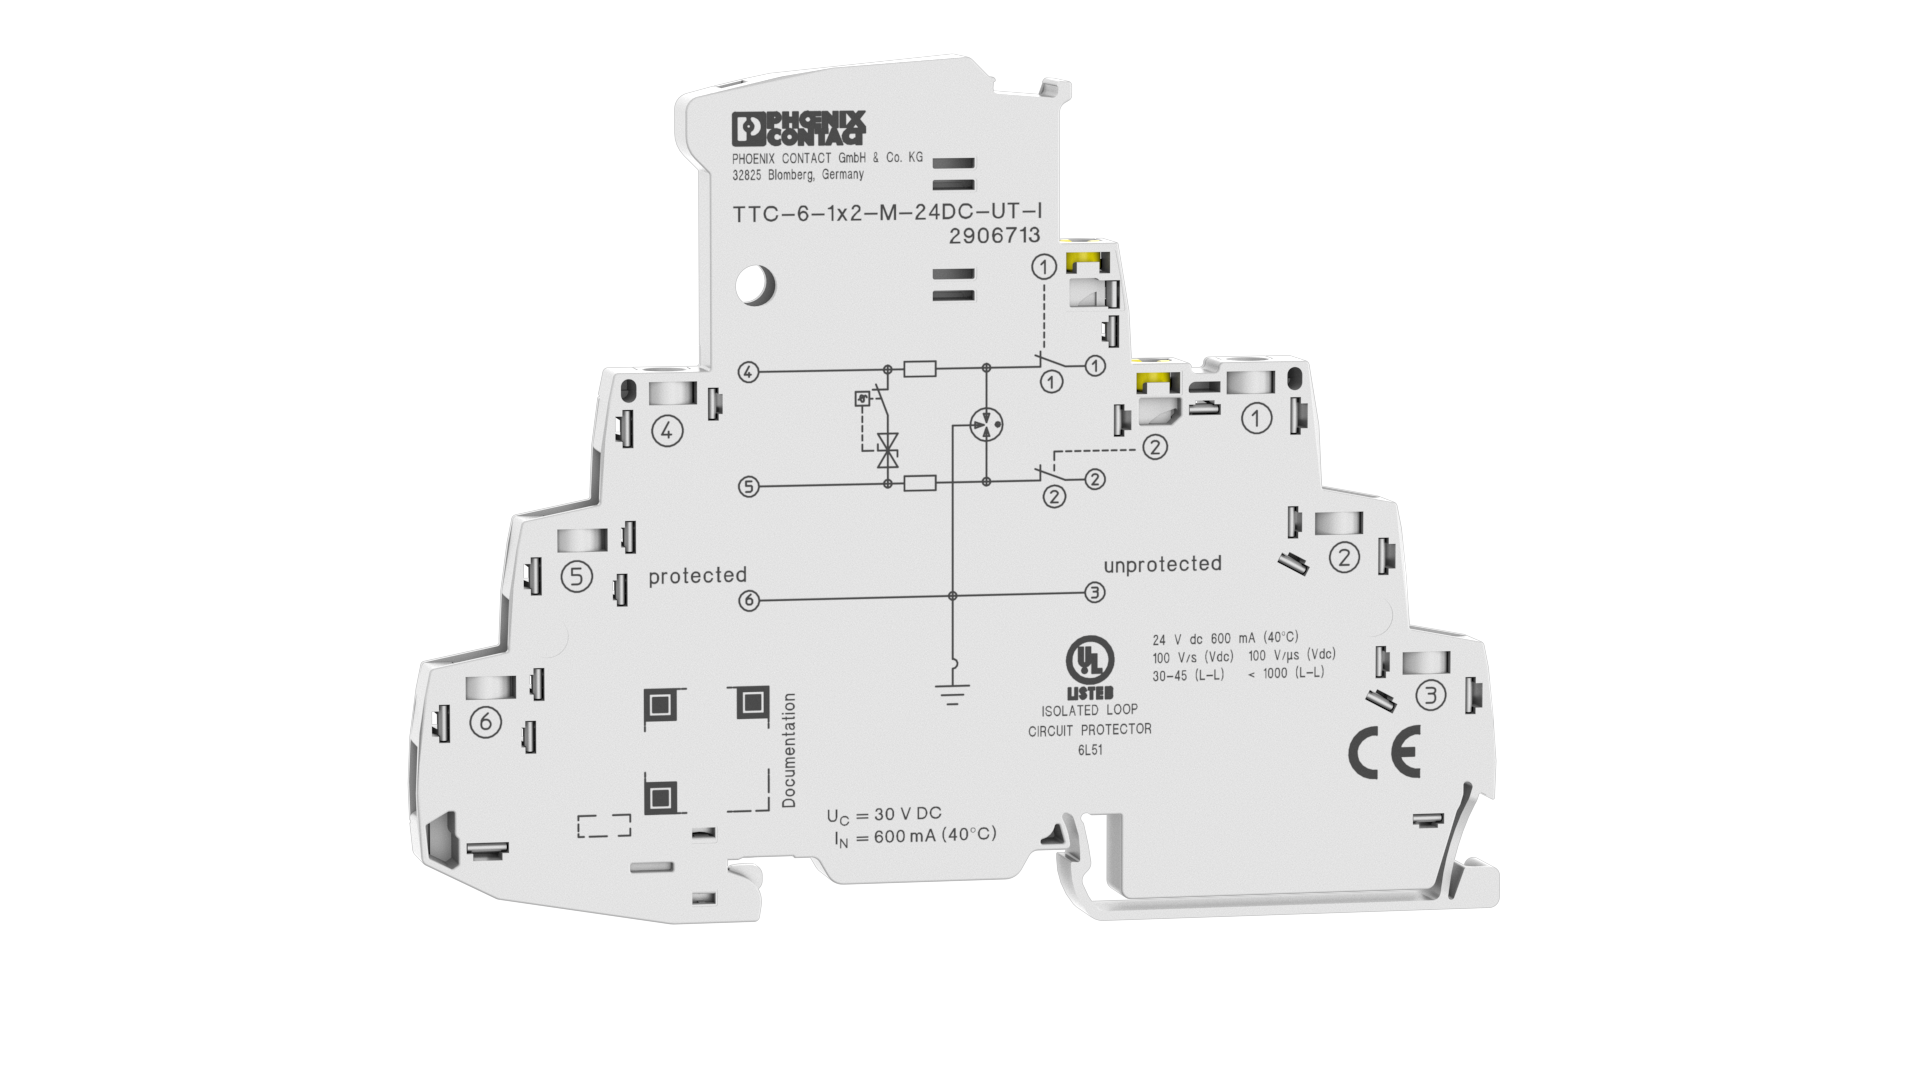 PHOENIX
CONTACT
PHOENIX CONTACT GmbH & Co. KG
32825 Blomberg, Germany
TTC-6-1x2-M-24DC-UT-I
2906713
1
4
1
1
4
1
2
5
2
2
2
5
protected
unprotected
6
3
24 V dc 600 mA (40°C)
100 V/s (Vdc) 100 V/µs (Vdc)
30-45 (L-L) < 1000 (L-L)
UL
LISTED
ISOLATED LOOP
CIRCUIT PROTECTOR
6L51
3
6
CE
Documentation
UC = 30 V DC
IN = 600 mA (40°C)